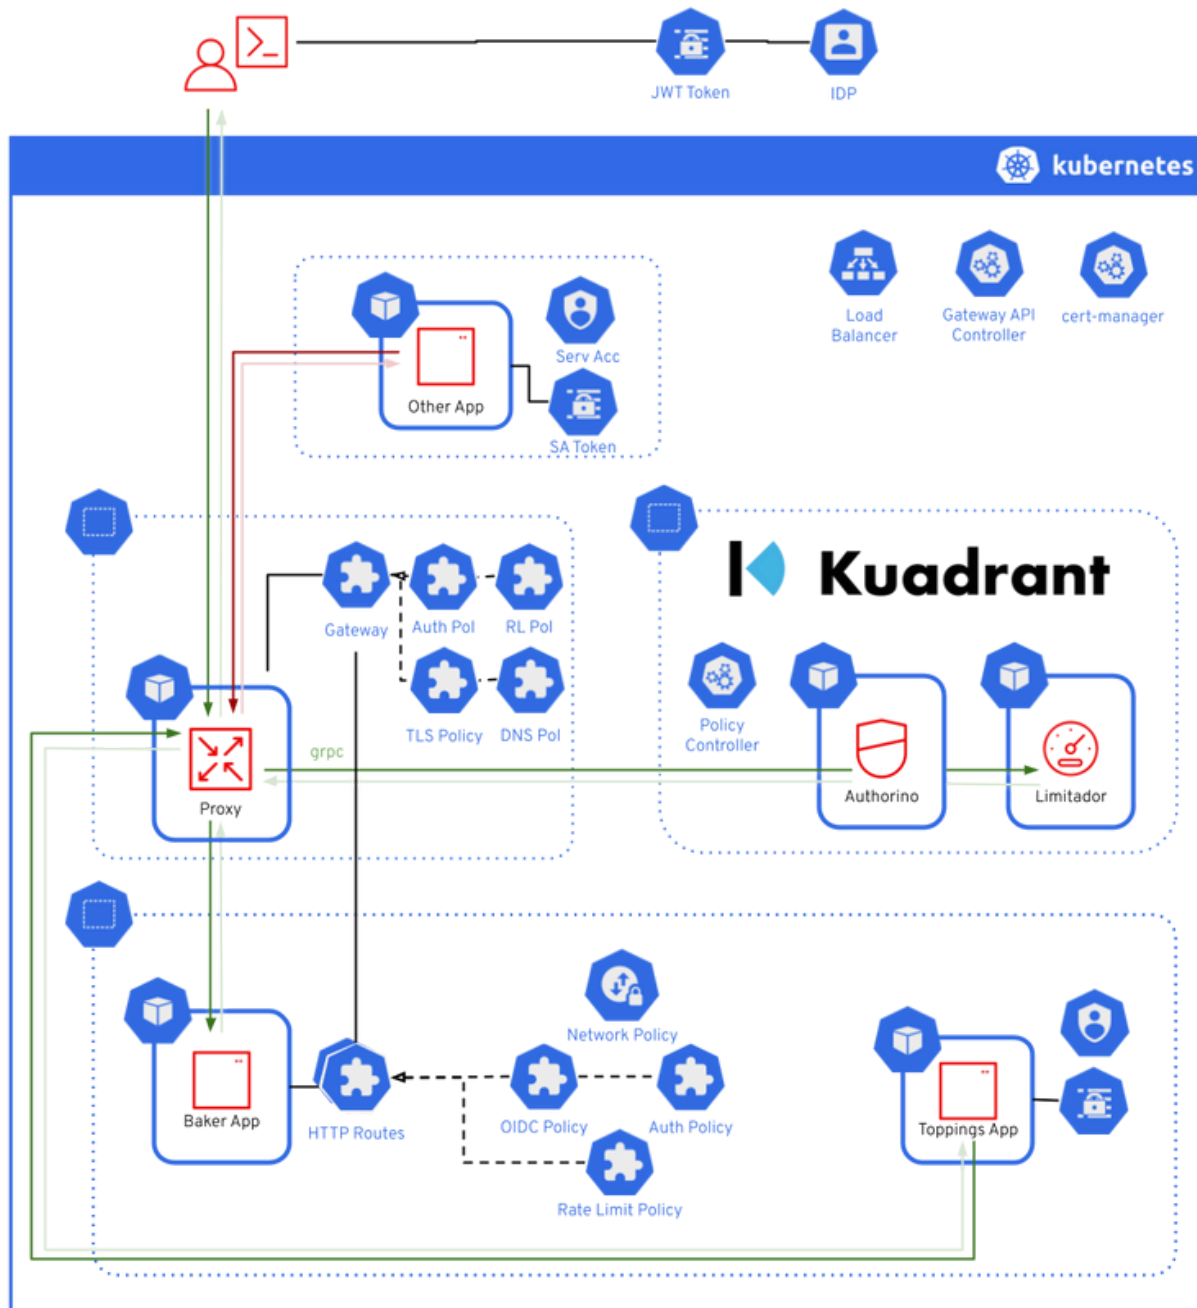 JWT Token
IDP
kubernetes
Load
Balancer
Gateway API
Controller
cert-manager
Serv Acc
Other App
SA Token
Kuadrant
Gateway
Auth Pol
RL Pol
TLS Policy
DNS Pol
Policy
Controller
grpc
Proxy
Authorino
Limitador
Network Policy
Baker App
HTTP Routes
OIDC Policy
Auth Policy
Toppings App
Rate Limit Policy